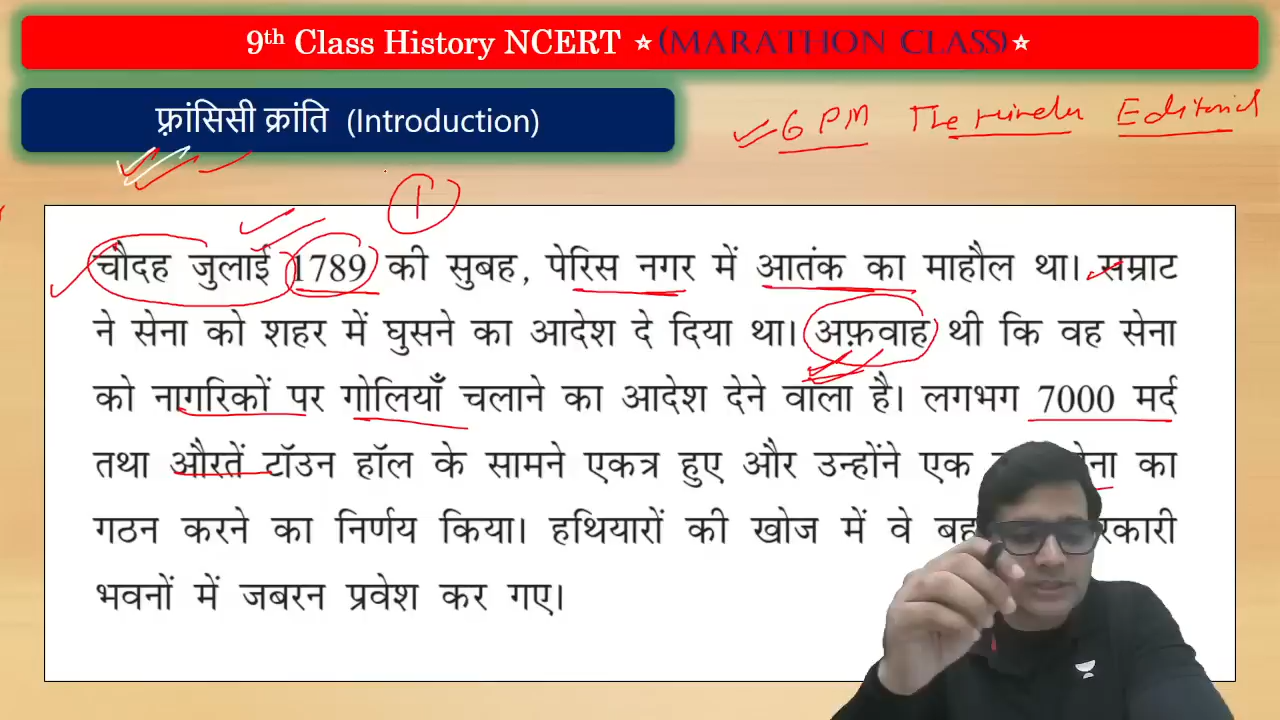 9th Class History NCERT ★(MARATHON CLASS)★
फ़्रांसिसी क्रांति (Introduction)
6 PM The Hindu Editorial
1
चौदह जुलाई 1789 की सुबह, पेरिस नगर में आतंक का माहौल था। सम्राट
ने सेना को शहर में घुसने का आदेश दे दिया था। अफ़वाह थी कि वह सेना
को नागरिकों पर गोलियाँ चलाने का आदेश देने वाला है। लगभग 7000 मर्द
तथा औरतें टॉउन हॉल के सामने एकत्र हुए और उन्होंने एक का
गठन करने का निर्णय किया। हथियारों की खोज में वे
भवनों में जबरन प्रवेश कर गए।